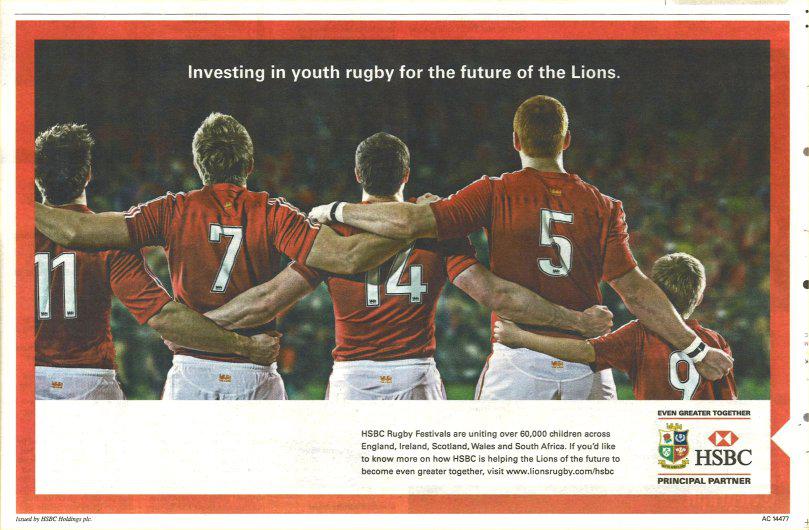 Investing in youth rugby for the future of the Lions.
11
7
14
5
9
HSBC Rugby Festivals are uniting over 60,000 children across
England, Ireland, Scotland, Wales and South Africa. If you'd like
to know more on how HSBC is helping the Lions of the future to
become even greater together, visit www.lionsrugby.com/hsbc
EVEN GREATER TOGETHER
HSBC
PRINCIPAL PARTNER
Issued by HSBC Holdings plc.
AC 14477